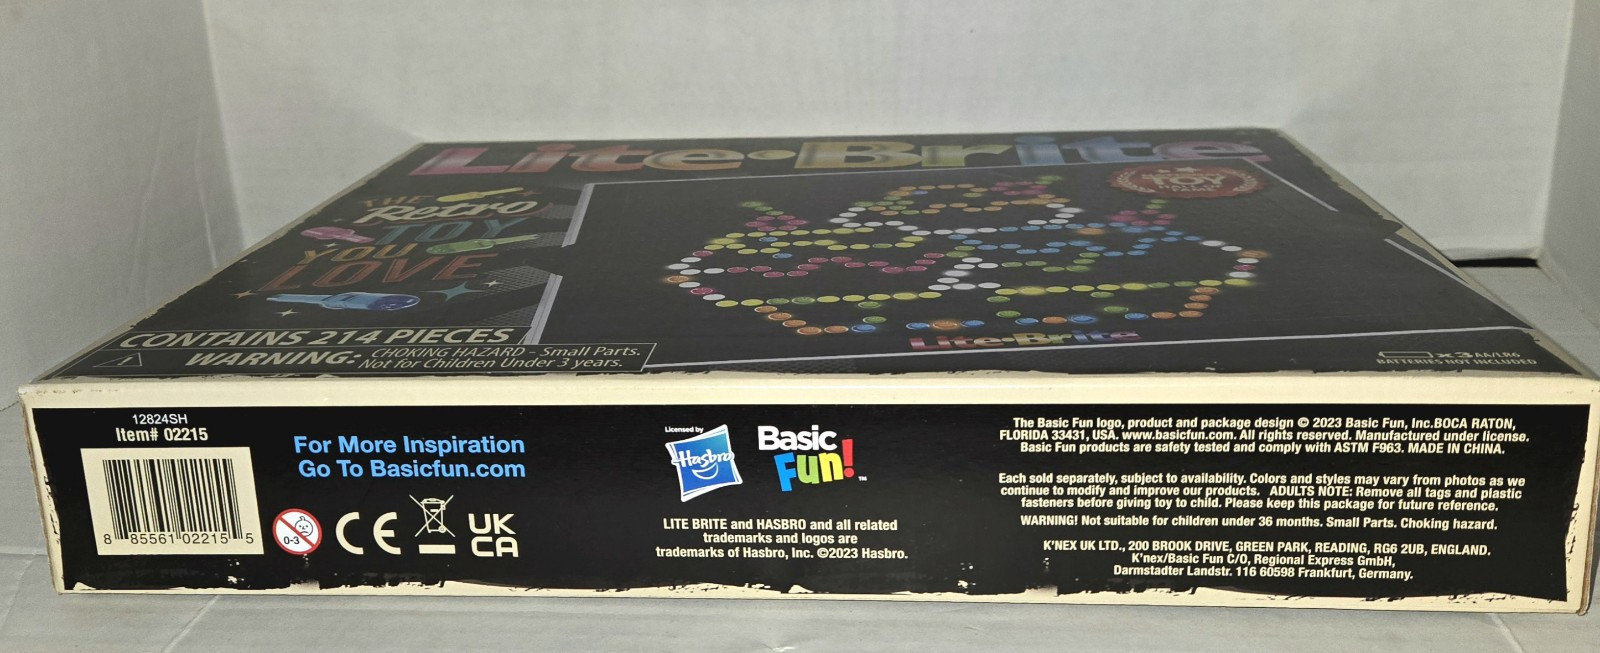 Lite-Brite
THE
Retro
TOY
YOU
LOVE
TOY
HALL OF
FAME
Lite-Brite
CONTAINS 214 PIECES
WARNING: CHOKING HAZARD - Small Parts.
Not for Children Under 3 years.
x3 AA/LR6
BATTERIES NOT INCLUDED
12824SH
Item# 02215
8 85561 02215 5
For More Inspiration
Go To Basicfun.com
0-3
CE
UK
CA
Licensed by
Hasbro
Basic
Fun!™
LITE BRITE and HASBRO and all related
trademarks and logos are
trademarks of Hasbro, Inc. ©2023 Hasbro.
The Basic Fun logo, product and package design © 2023 Basic Fun, Inc.BOCA RATON,
FLORIDA 33431, USA. www.basicfun.com. All rights reserved. Manufactured under license.
Basic Fun products are safety tested and comply with ASTM F963. MADE IN CHINA.
Each sold separately, subject to availability. Colors and styles may vary from photos as we
continue to modify and improve our products. ADULTS NOTE: Remove all tags and plastic
fasteners before giving toy to child. Please keep this package for future reference.
WARNING! Not suitable for children under 36 months. Small Parts. Choking hazard.
K'NEX UK LTD., 200 BROOK DRIVE, GREEN PARK, READING, RG6 2UB, ENGLAND.
K'nex/Basic Fun C/O, Regional Express GmbH,
Darmstadter Landstr. 116 60598 Frankfurt, Germany.